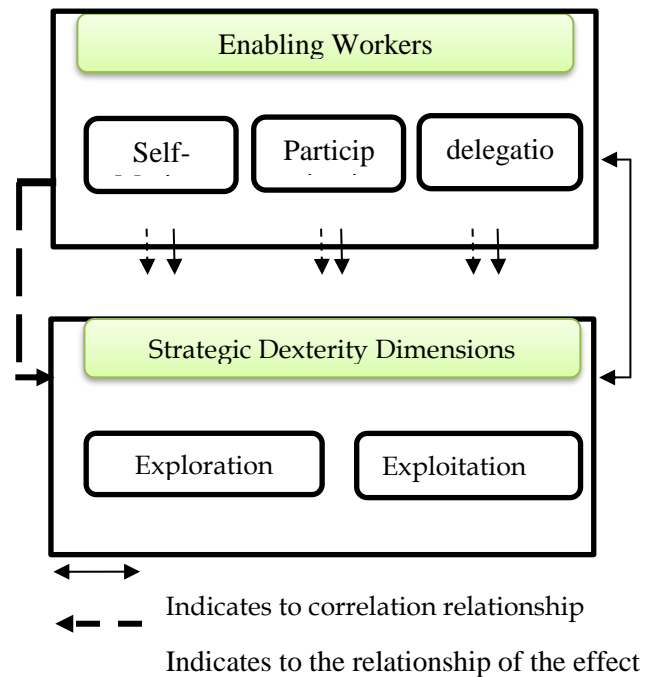 Enabling Workers
Self-
Particip
delegatio
Strategic Dexterity Dimensions
Exploration
Exploitation
Indicates to correlation relationship
Indicates to the relationship of the effect